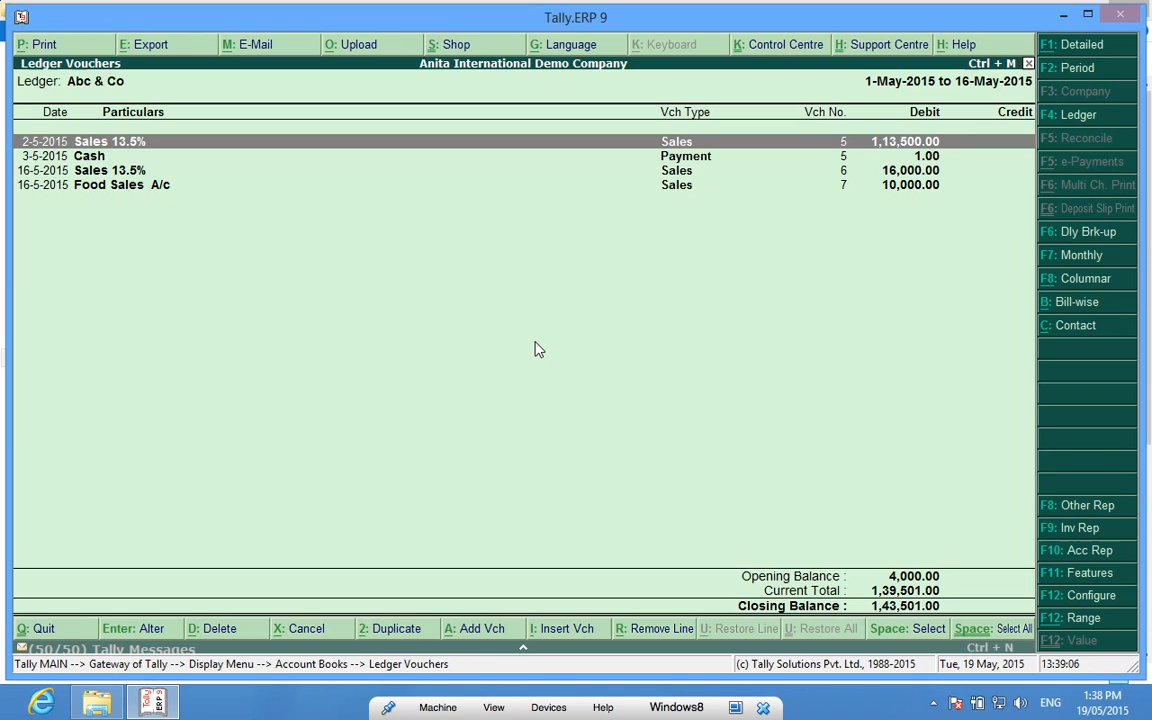 Tally.ERP 9
P: Print E: Export M: E-Mail O: Upload S: Shop G: Language K: Keyboard K: Control Centre H: Support Centre H: Help
Ledger Vouchers Anita International Demo Company Ctrl + M
Ledger: Abc & Co 1-May-2015 to 16-May-2015
Date Particulars Vch Type Vch No. Debit Credit
2-5-2015 Sales 13.5% Sales 5 1,13,500.00
3-5-2015 Cash Payment 5 1.00
16-5-2015 Sales 13.5% Sales 6 16,000.00
16-5-2015 Food Sales A/c Sales 7 10,000.00
Opening Balance : 4,000.00
Current Total : 1,39,501.00
Closing Balance : 1,43,501.00
Q: Quit Enter: Alter D: Delete X: Cancel 2: Duplicate A: Add Vch I: Insert Vch R: Remove Line U: Restore Line U: Restore All Space: Select Space: Select All
(50/50) Tally Messages Ctrl + N
Tally MAIN --> Gateway of Tally --> Display Menu --> Account Books --> Ledger Vouchers (c) Tally Solutions Pvt. Ltd., 1988-2015 Tue, 19 May, 2015 13:39:06
F1: Detailed
F2: Period
F3: Company
F4: Ledger
F5: Reconcile
F5: e-Payments
F6: Multi Ch. Print
F6: Deposit Slip Print
F6: Dly Brk-up
F7: Monthly
F8: Columnar
B: Bill-wise
C: Contact
F8: Other Rep
F9: Inv Rep
F10: Acc Rep
F11: Features
F12: Configure
F12: Range
F12: Value
Tally ERP 9
Machine View Devices Help Windows8
ENG
1:38 PM
19/05/2015